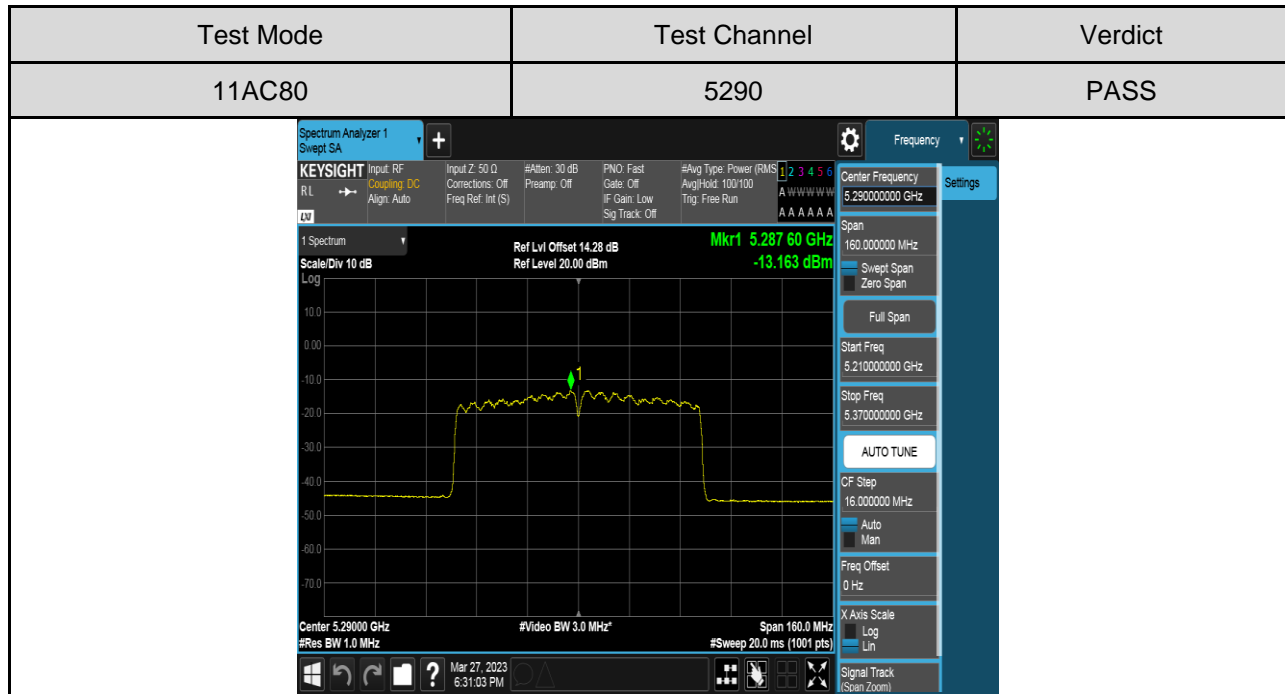 Test Mode Test Channel Verdict
11AC80 5290 PASS
Spectrum Analyzer 1
Swept SA
+
Frequency
KEYSIGHT Input: RF Input Z: 50 Ω #Atten: 30 dB PNO: Fast #Avg Type: Power (RMS 1 2 3 4 5 6
RL Coupling: DC Corrections: Off Preamp: Off Gate: Off Avg|Hold: 100/100 A W W W W W
Align: Auto Freq Ref: Int (S) IF Gain: Low Trig: Free Run
LXI Sig Track: Off A A A A A A
1 Spectrum
Scale/Div 10 dB
Ref Lvl Offset 14.28 dB
Ref Level 20.00 dBm
Mkr1 5.287 60 GHz
-13.163 dBm
Log
10.0
0.00
-10.0
-20.0
-30.0
-40.0
-50.0
-60.0
-70.0
1
Center 5.29000 GHz #Video BW 3.0 MHz* Span 160.0 MHz
#Res BW 1.0 MHz #Sweep 20.0 ms (1001 pts)
?
Mar 27, 2023
6:31:03 PM
Center Frequency
5.290000000 GHz
Settings
Span
160.000000 MHz
Swept Span
Zero Span
Full Span
Start Freq
5.210000000 GHz
Stop Freq
5.370000000 GHz
AUTO TUNE
CF Step
16.000000 MHz
Auto
Man
Freq Offset
0 Hz
X Axis Scale
Log
Lin
Signal Track
(Span Zoom)